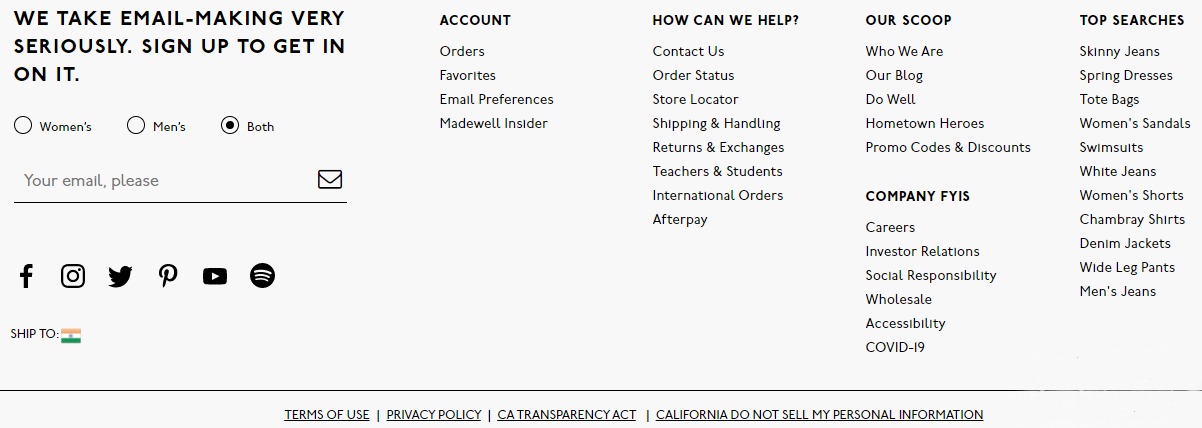 WE TAKE EMAIL-MAKING VERY
SERIOUSLY. SIGN UP TO GET IN
ON IT.
Women's
Men's
Both
Your email, please
SHIP TO:
ACCOUNT
Orders
Favorites
Email Preferences
Madewell Insider
HOW CAN WE HELP?
Contact Us
Order Status
Store Locator
Shipping & Handling
Returns & Exchanges
Teachers & Students
International Orders
Afterpay
OUR SCOOP
Who We Are
Our Blog
Do Well
Hometown Heroes
Promo Codes & Discounts
COMPANY FYIS
Careers
Investor Relations
Social Responsibility
Wholesale
Accessibility
COVID-19
TOP SEARCHES
Skinny Jeans
Spring Dresses
Tote Bags
Women's Sandals
Swimsuits
White Jeans
Women's Shorts
Chambray Shirts
Denim Jackets
Wide Leg Pants
Men's Jeans
TERMS OF USE | PRIVACY POLICY | CA TRANSPARENCY ACT | CALIFORNIA DO NOT SELL MY PERSONAL INFORMATION